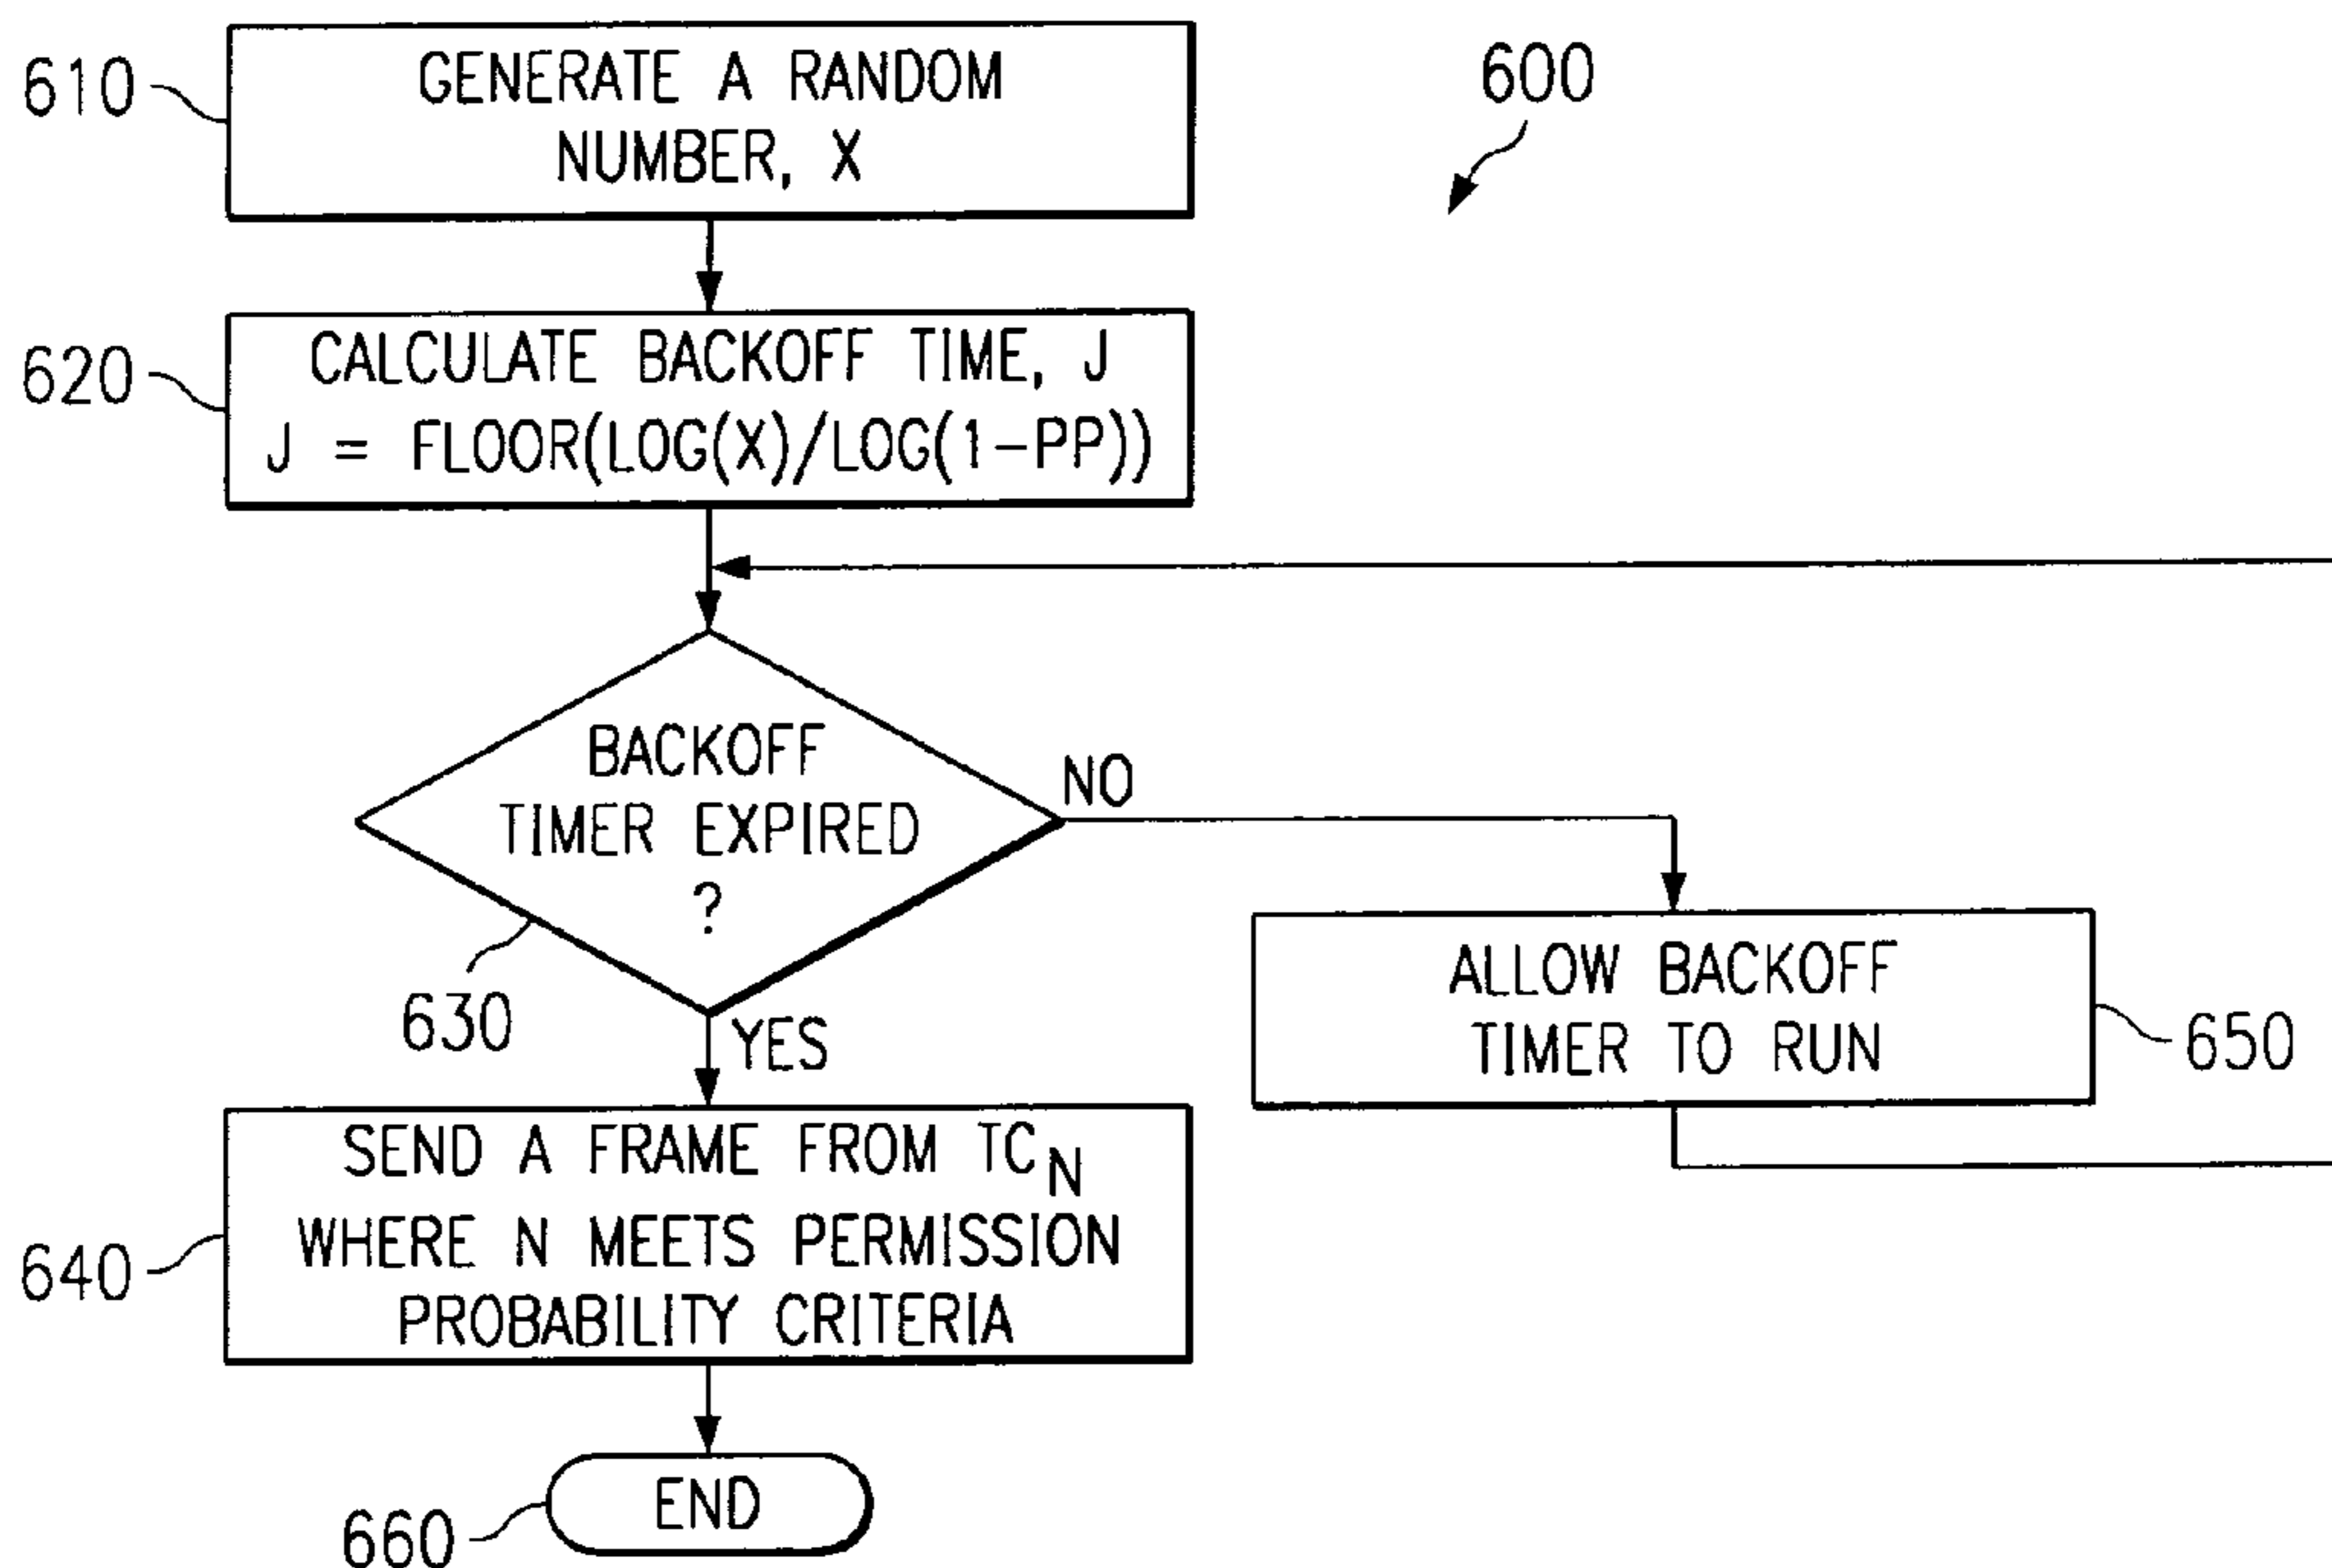 610
GENERATE A RANDOM
NUMBER, X
600
620
CALCULATE BACKOFF TIME, J
J = FLOOR(LOG(X)/LOG(1-PP))
BACKOFF
TIMER EXPIRED
?
NO
630
YES
ALLOW BACKOFF
TIMER TO RUN
650
640
SEND A FRAME FROM TC N
WHERE N MEETS PERMISSION
PROBABILITY CRITERIA
660
END